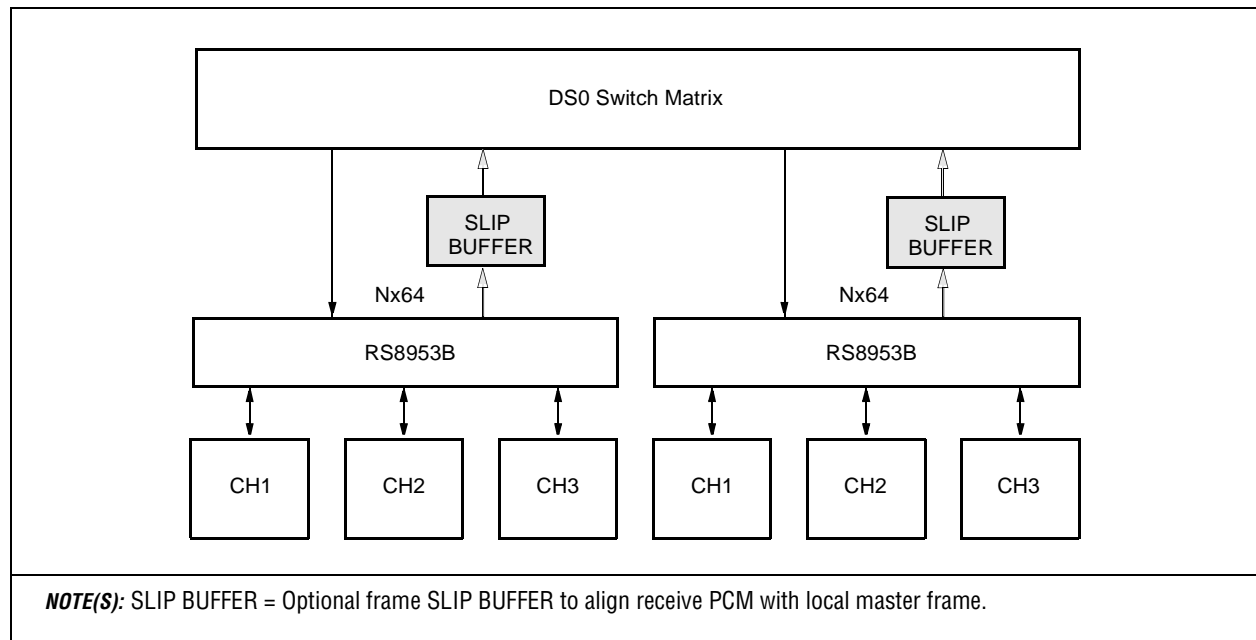 DS0 Switch Matrix
SLIP
BUFFER
SLIP
BUFFER
Nx64
Nx64
RS8953B
RS8953B
CH1
CH2
CH3
CH1
CH2
CH3
NOTE(S): SLIP BUFFER = Optional frame SLIP BUFFER to align receive PCM with local master frame.